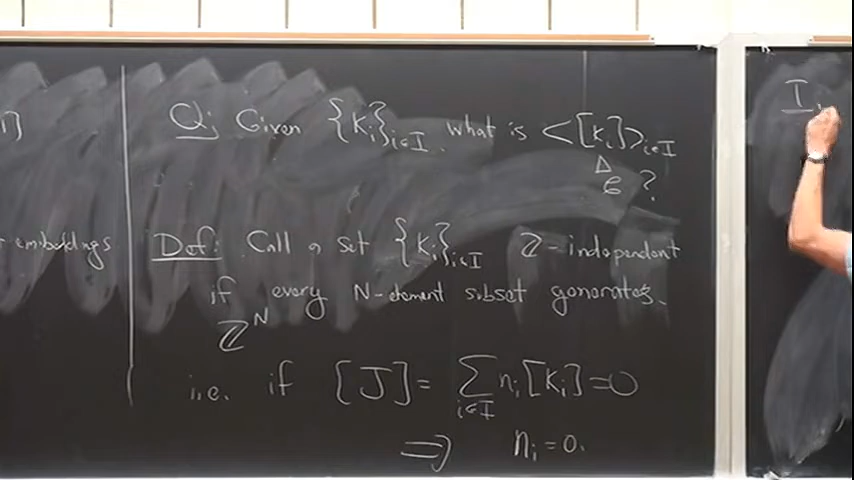 Q: Given {K_i}_{i∈I}, what is <[K_i]>_{i∈I}
△
C ?
embeddings
Def: Call a set {K_i}_{i∈I} ℤ-independent
if every N-element subset generates
ℤ^N
i.e. if [J] = Σ_{i∈I} n_i[K_i] = 0
⇒ n_i = 0.
I.